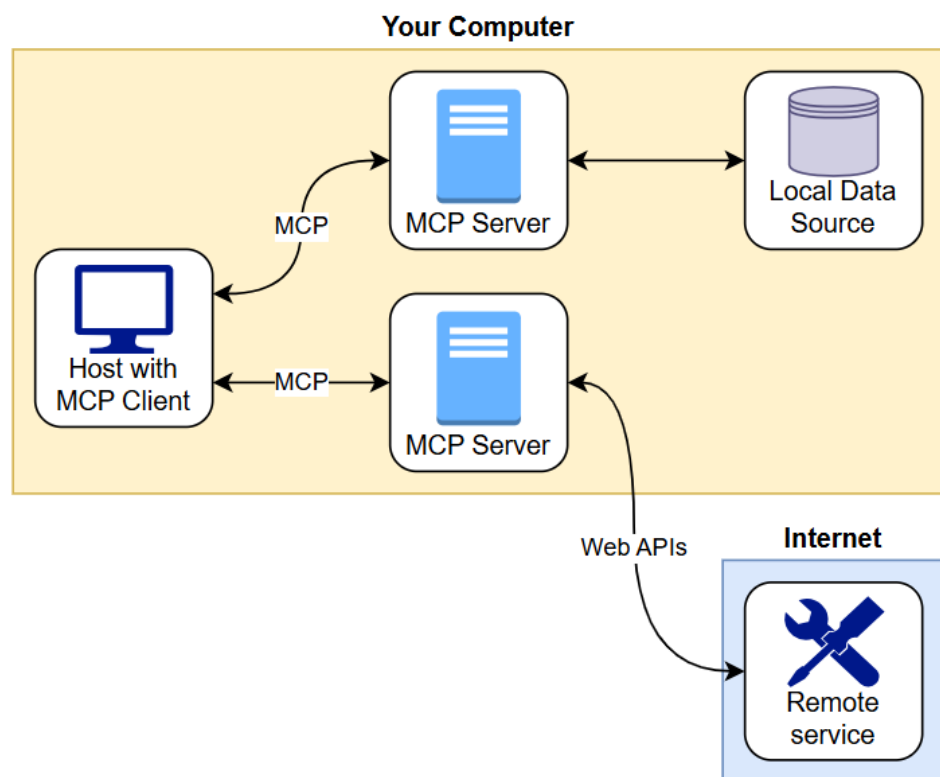 Your Computer
MCP Server
Local Data
Source
MCP
Host with
MCP Client
MCP
MCP Server
Web APIs
Internet
Remote
service